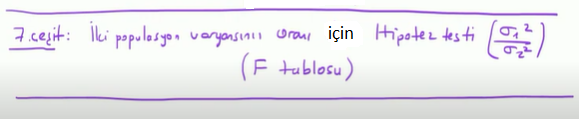 7.çeşit: İki populasyon varyansının oranı için Hipotez testi (σ₁²/σ₂²)
(F tablosu)